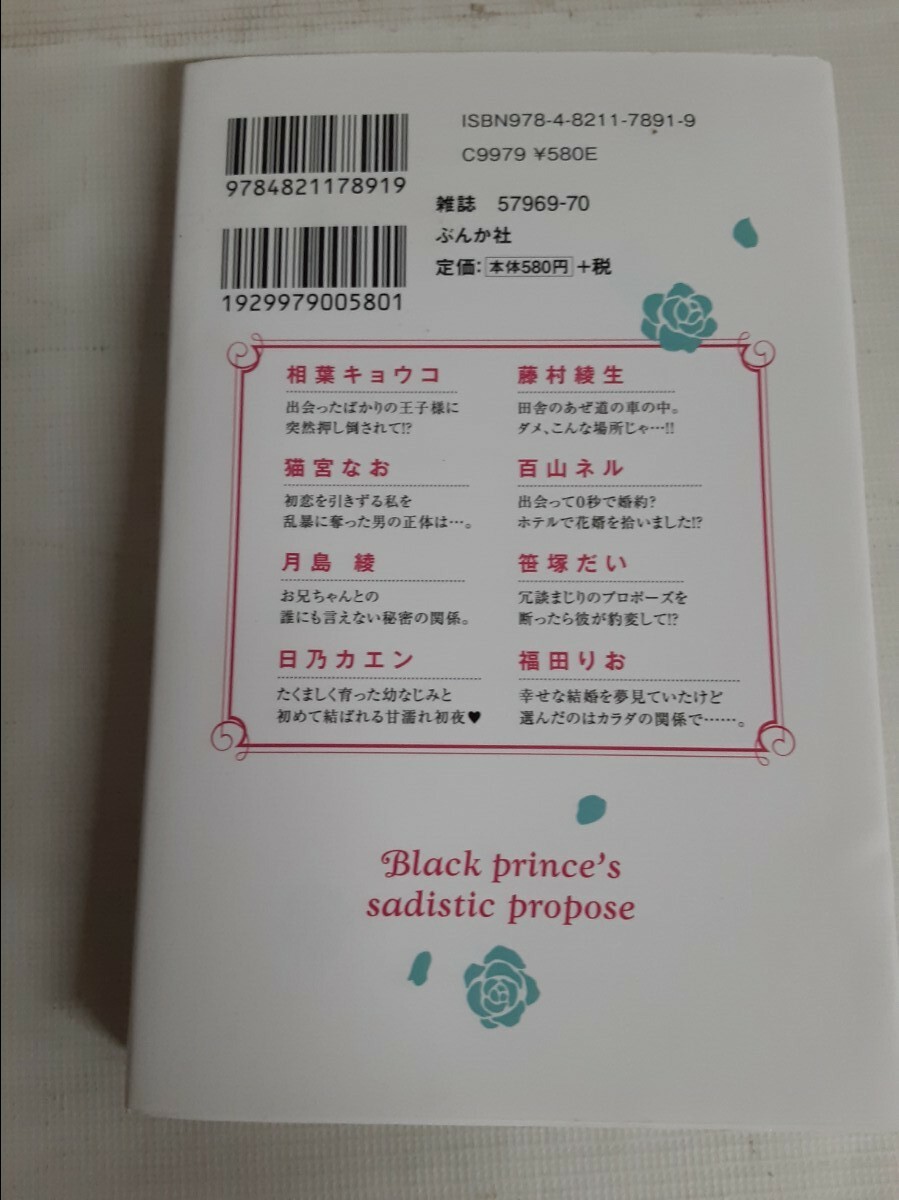 ISBN978-4-8211-7891-9
C9979 ¥580E
9784821178919
雑誌 57969-70
ぶんか社
定価：本体580円＋税
1929979005801
相葉キョウコ
出会ったばかりの王子様に
突然押し倒されて!?
藤村綾生
田舎のあぜ道の車の中。
ダメ、こんな場所じゃ…!!
猫宮なお
初恋を引きずる私を
乱暴に奪った男の正体は…。
百山ネル
出会って0秒で婚約?
ホテルで花婿を拾いました!?
月島 綾
お兄ちゃんとの
誰にも言えない秘密の関係。
笹塚だい
冗談まじりのプロポーズを
断ったら彼が豹変して!?
日乃カエン
たくましく育った幼なじみと
初めて結ばれる甘濡れ初夜♥
福田りお
幸せな結婚を夢見ていたけど
選んだのはカラダの関係で……。
Black prince's
sadistic propose